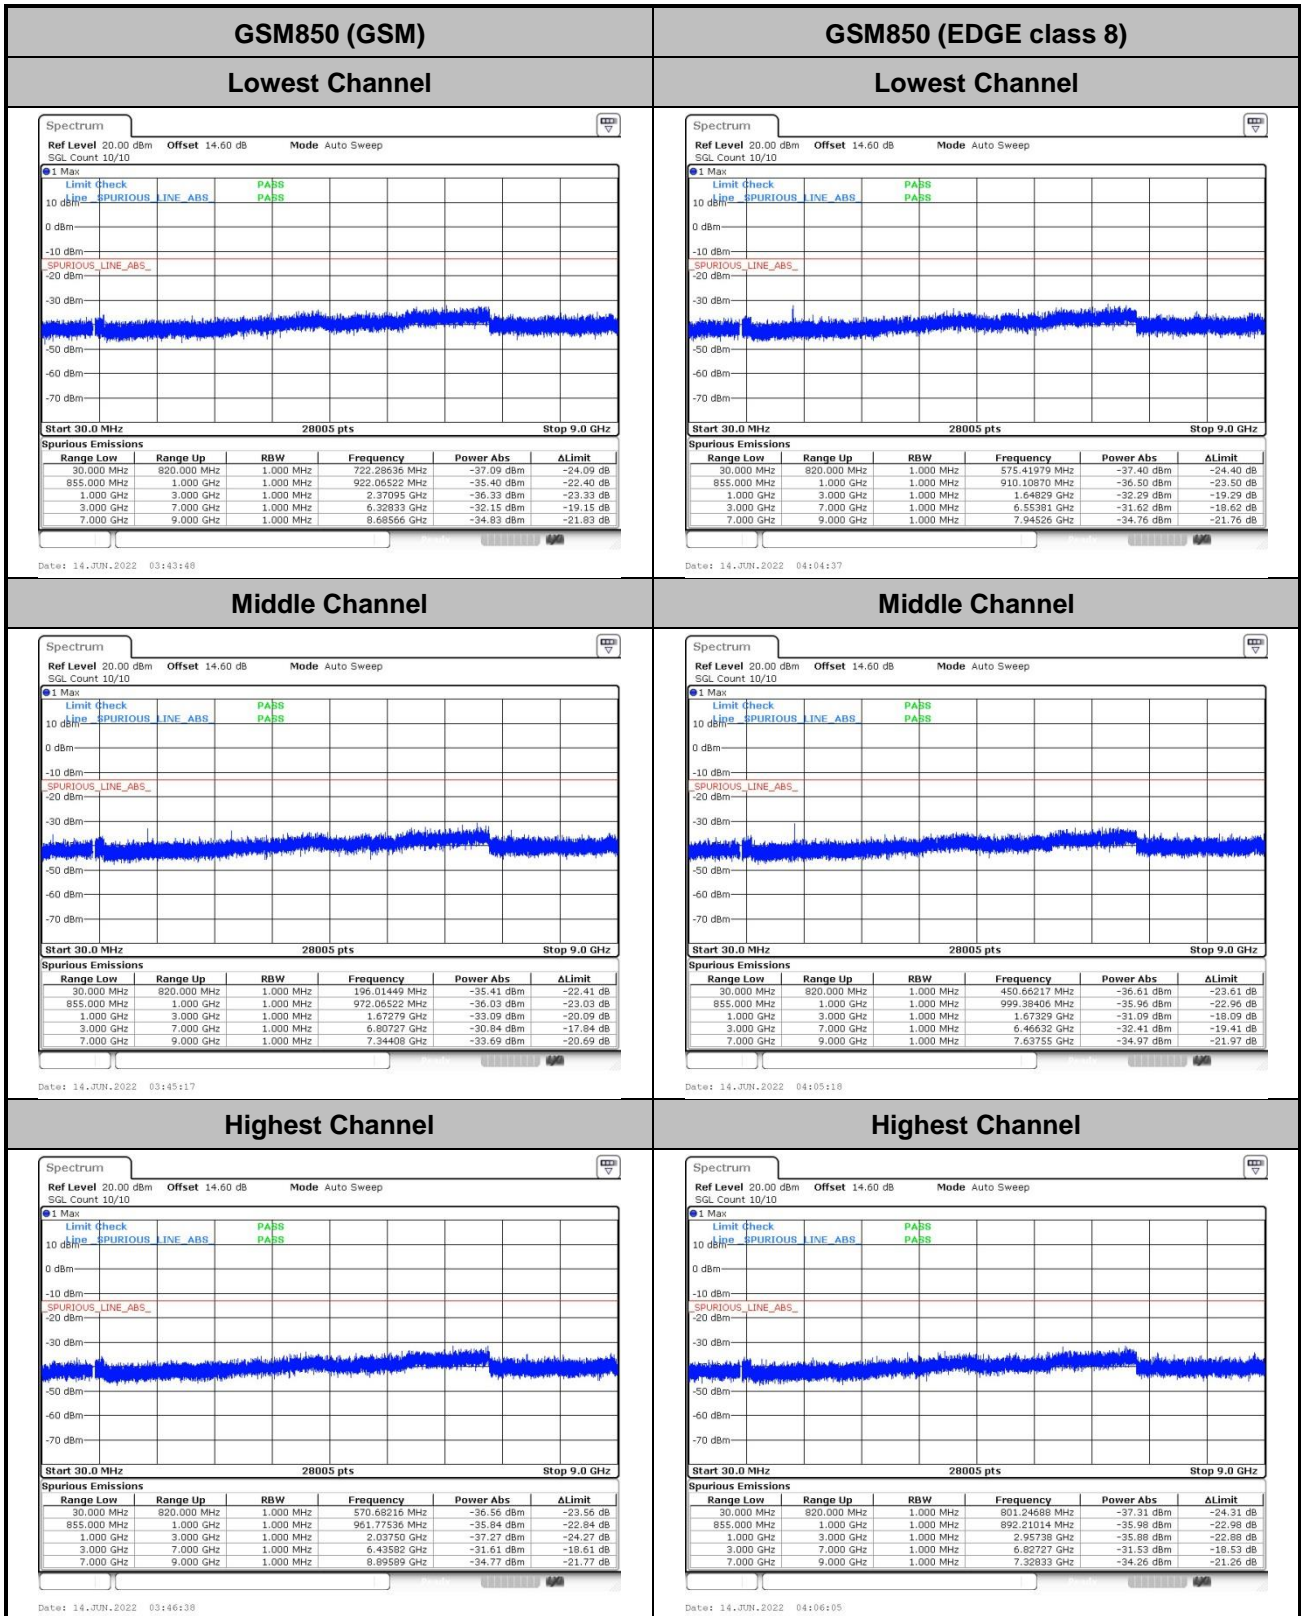 GSM850 (GSM)
GSM850 (EDGE class 8)
Lowest Channel
Lowest Channel
Spectrum
Ref Level 20.00 dBm Offset 14.60 dB Mode Auto Sweep
SGL Count 10/10
1 Max
Limit Check PASS
10 dBm Line _SPURIOUS_LINE_ABS_ PASS
0 dBm
-10 dBm
_SPURIOUS_LINE_ABS_
-20 dBm
-30 dBm
-50 dBm
-60 dBm
-70 dBm
Start 30.0 MHz 28005 pts Stop 9.0 GHz
Spurious Emissions
Range Low Range Up RBW Frequency Power Abs ΔLimit
30.000 MHz 820.000 MHz 1.000 MHz 722.28636 MHz -37.09 dBm -24.09 dB
855.000 MHz 1.000 GHz 1.000 MHz 922.06522 MHz -35.40 dBm -22.40 dB
1.000 GHz 3.000 GHz 1.000 MHz 2.37095 GHz -36.33 dBm -23.33 dB
3.000 GHz 7.000 GHz 1.000 MHz 6.32833 GHz -32.15 dBm -19.15 dB
7.000 GHz 9.000 GHz 1.000 MHz 8.68566 GHz -34.83 dBm -21.83 dB
Date: 14.JUN.2022 03:43:48
Spectrum
Ref Level 20.00 dBm Offset 14.60 dB Mode Auto Sweep
SGL Count 10/10
1 Max
Limit Check PASS
10 dBm Line _SPURIOUS_LINE_ABS_ PASS
0 dBm
-10 dBm
_SPURIOUS_LINE_ABS_
-20 dBm
-30 dBm
-50 dBm
-60 dBm
-70 dBm
Start 30.0 MHz 28005 pts Stop 9.0 GHz
Spurious Emissions
Range Low Range Up RBW Frequency Power Abs ΔLimit
30.000 MHz 820.000 MHz 1.000 MHz 575.41979 MHz -37.40 dBm -24.40 dB
855.000 MHz 1.000 GHz 1.000 MHz 910.10870 MHz -36.50 dBm -23.50 dB
1.000 GHz 3.000 GHz 1.000 MHz 1.64829 GHz -32.29 dBm -19.29 dB
3.000 GHz 7.000 GHz 1.000 MHz 6.55381 GHz -31.62 dBm -18.62 dB
7.000 GHz 9.000 GHz 1.000 MHz 7.94526 GHz -34.76 dBm -21.76 dB
Date: 14.JUN.2022 04:04:37
Middle Channel
Middle Channel
Spectrum
Ref Level 20.00 dBm Offset 14.60 dB Mode Auto Sweep
SGL Count 10/10
1 Max
Limit Check PASS
10 dBm Line _SPURIOUS_LINE_ABS_ PASS
0 dBm
-10 dBm
_SPURIOUS_LINE_ABS_
-20 dBm
-30 dBm
-50 dBm
-60 dBm
-70 dBm
Start 30.0 MHz 28005 pts Stop 9.0 GHz
Spurious Emissions
Range Low Range Up RBW Frequency Power Abs ΔLimit
30.000 MHz 820.000 MHz 1.000 MHz 196.01449 MHz -35.41 dBm -22.41 dB
855.000 MHz 1.000 GHz 1.000 MHz 972.06522 MHz -36.03 dBm -23.03 dB
1.000 GHz 3.000 GHz 1.000 MHz 1.67279 GHz -33.09 dBm -20.09 dB
3.000 GHz 7.000 GHz 1.000 MHz 6.80727 GHz -30.84 dBm -17.84 dB
7.000 GHz 9.000 GHz 1.000 MHz 7.34408 GHz -33.69 dBm -20.69 dB
Date: 14.JUN.2022 03:45:17
Spectrum
Ref Level 20.00 dBm Offset 14.60 dB Mode Auto Sweep
SGL Count 10/10
1 Max
Limit Check PASS
10 dBm Line _SPURIOUS_LINE_ABS_ PASS
0 dBm
-10 dBm
_SPURIOUS_LINE_ABS_
-20 dBm
-30 dBm
-50 dBm
-60 dBm
-70 dBm
Start 30.0 MHz 28005 pts Stop 9.0 GHz
Spurious Emissions
Range Low Range Up RBW Frequency Power Abs ΔLimit
30.000 MHz 820.000 MHz 1.000 MHz 450.66217 MHz -36.61 dBm -23.61 dB
855.000 MHz 1.000 GHz 1.000 MHz 999.38406 MHz -35.96 dBm -22.96 dB
1.000 GHz 3.000 GHz 1.000 MHz 1.67329 GHz -31.09 dBm -18.09 dB
3.000 GHz 7.000 GHz 1.000 MHz 6.46632 GHz -32.41 dBm -19.41 dB
7.000 GHz 9.000 GHz 1.000 MHz 7.63755 GHz -34.97 dBm -21.97 dB
Date: 14.JUN.2022 04:05:18
Highest Channel
Highest Channel
Spectrum
Ref Level 20.00 dBm Offset 14.60 dB Mode Auto Sweep
SGL Count 10/10
1 Max
Limit Check PASS
10 dBm Line _SPURIOUS_LINE_ABS_ PASS
0 dBm
-10 dBm
_SPURIOUS_LINE_ABS_
-20 dBm
-30 dBm
-50 dBm
-60 dBm
-70 dBm
Start 30.0 MHz 28005 pts Stop 9.0 GHz
Spurious Emissions
Range Low Range Up RBW Frequency Power Abs ΔLimit
30.000 MHz 820.000 MHz 1.000 MHz 570.68216 MHz -36.56 dBm -23.56 dB
855.000 MHz 1.000 GHz 1.000 MHz 961.77536 MHz -35.84 dBm -22.84 dB
1.000 GHz 3.000 GHz 1.000 MHz 2.03750 GHz -37.27 dBm -24.27 dB
3.000 GHz 7.000 GHz 1.000 MHz 6.43582 GHz -31.61 dBm -18.61 dB
7.000 GHz 9.000 GHz 1.000 MHz 8.89589 GHz -34.77 dBm -21.77 dB
Date: 14.JUN.2022 03:46:38
Spectrum
Ref Level 20.00 dBm Offset 14.60 dB Mode Auto Sweep
SGL Count 10/10
1 Max
Limit Check PASS
10 dBm Line _SPURIOUS_LINE_ABS_ PASS
0 dBm
-10 dBm
_SPURIOUS_LINE_ABS_
-20 dBm
-30 dBm
-50 dBm
-60 dBm
-70 dBm
Start 30.0 MHz 28005 pts Stop 9.0 GHz
Spurious Emissions
Range Low Range Up RBW Frequency Power Abs ΔLimit
30.000 MHz 820.000 MHz 1.000 MHz 801.24688 MHz -37.31 dBm -24.31 dB
855.000 MHz 1.000 GHz 1.000 MHz 892.21014 MHz -35.98 dBm -22.98 dB
1.000 GHz 3.000 GHz 1.000 MHz 2.95738 GHz -35.88 dBm -22.88 dB
3.000 GHz 7.000 GHz 1.000 MHz 6.82727 GHz -31.53 dBm -18.53 dB
7.000 GHz 9.000 GHz 1.000 MHz 7.32833 GHz -34.26 dBm -21.26 dB
Date: 14.JUN.2022 04:06:05